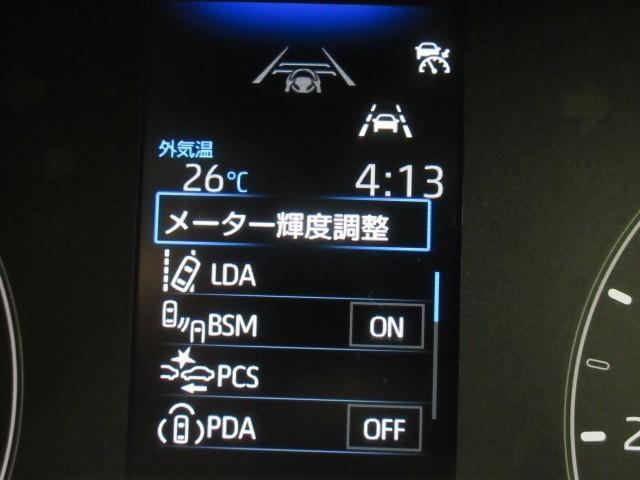 外気温
26℃ 4:13
メーター輝度調整
LDA
BSM ON
PCS
PDA OFF
2